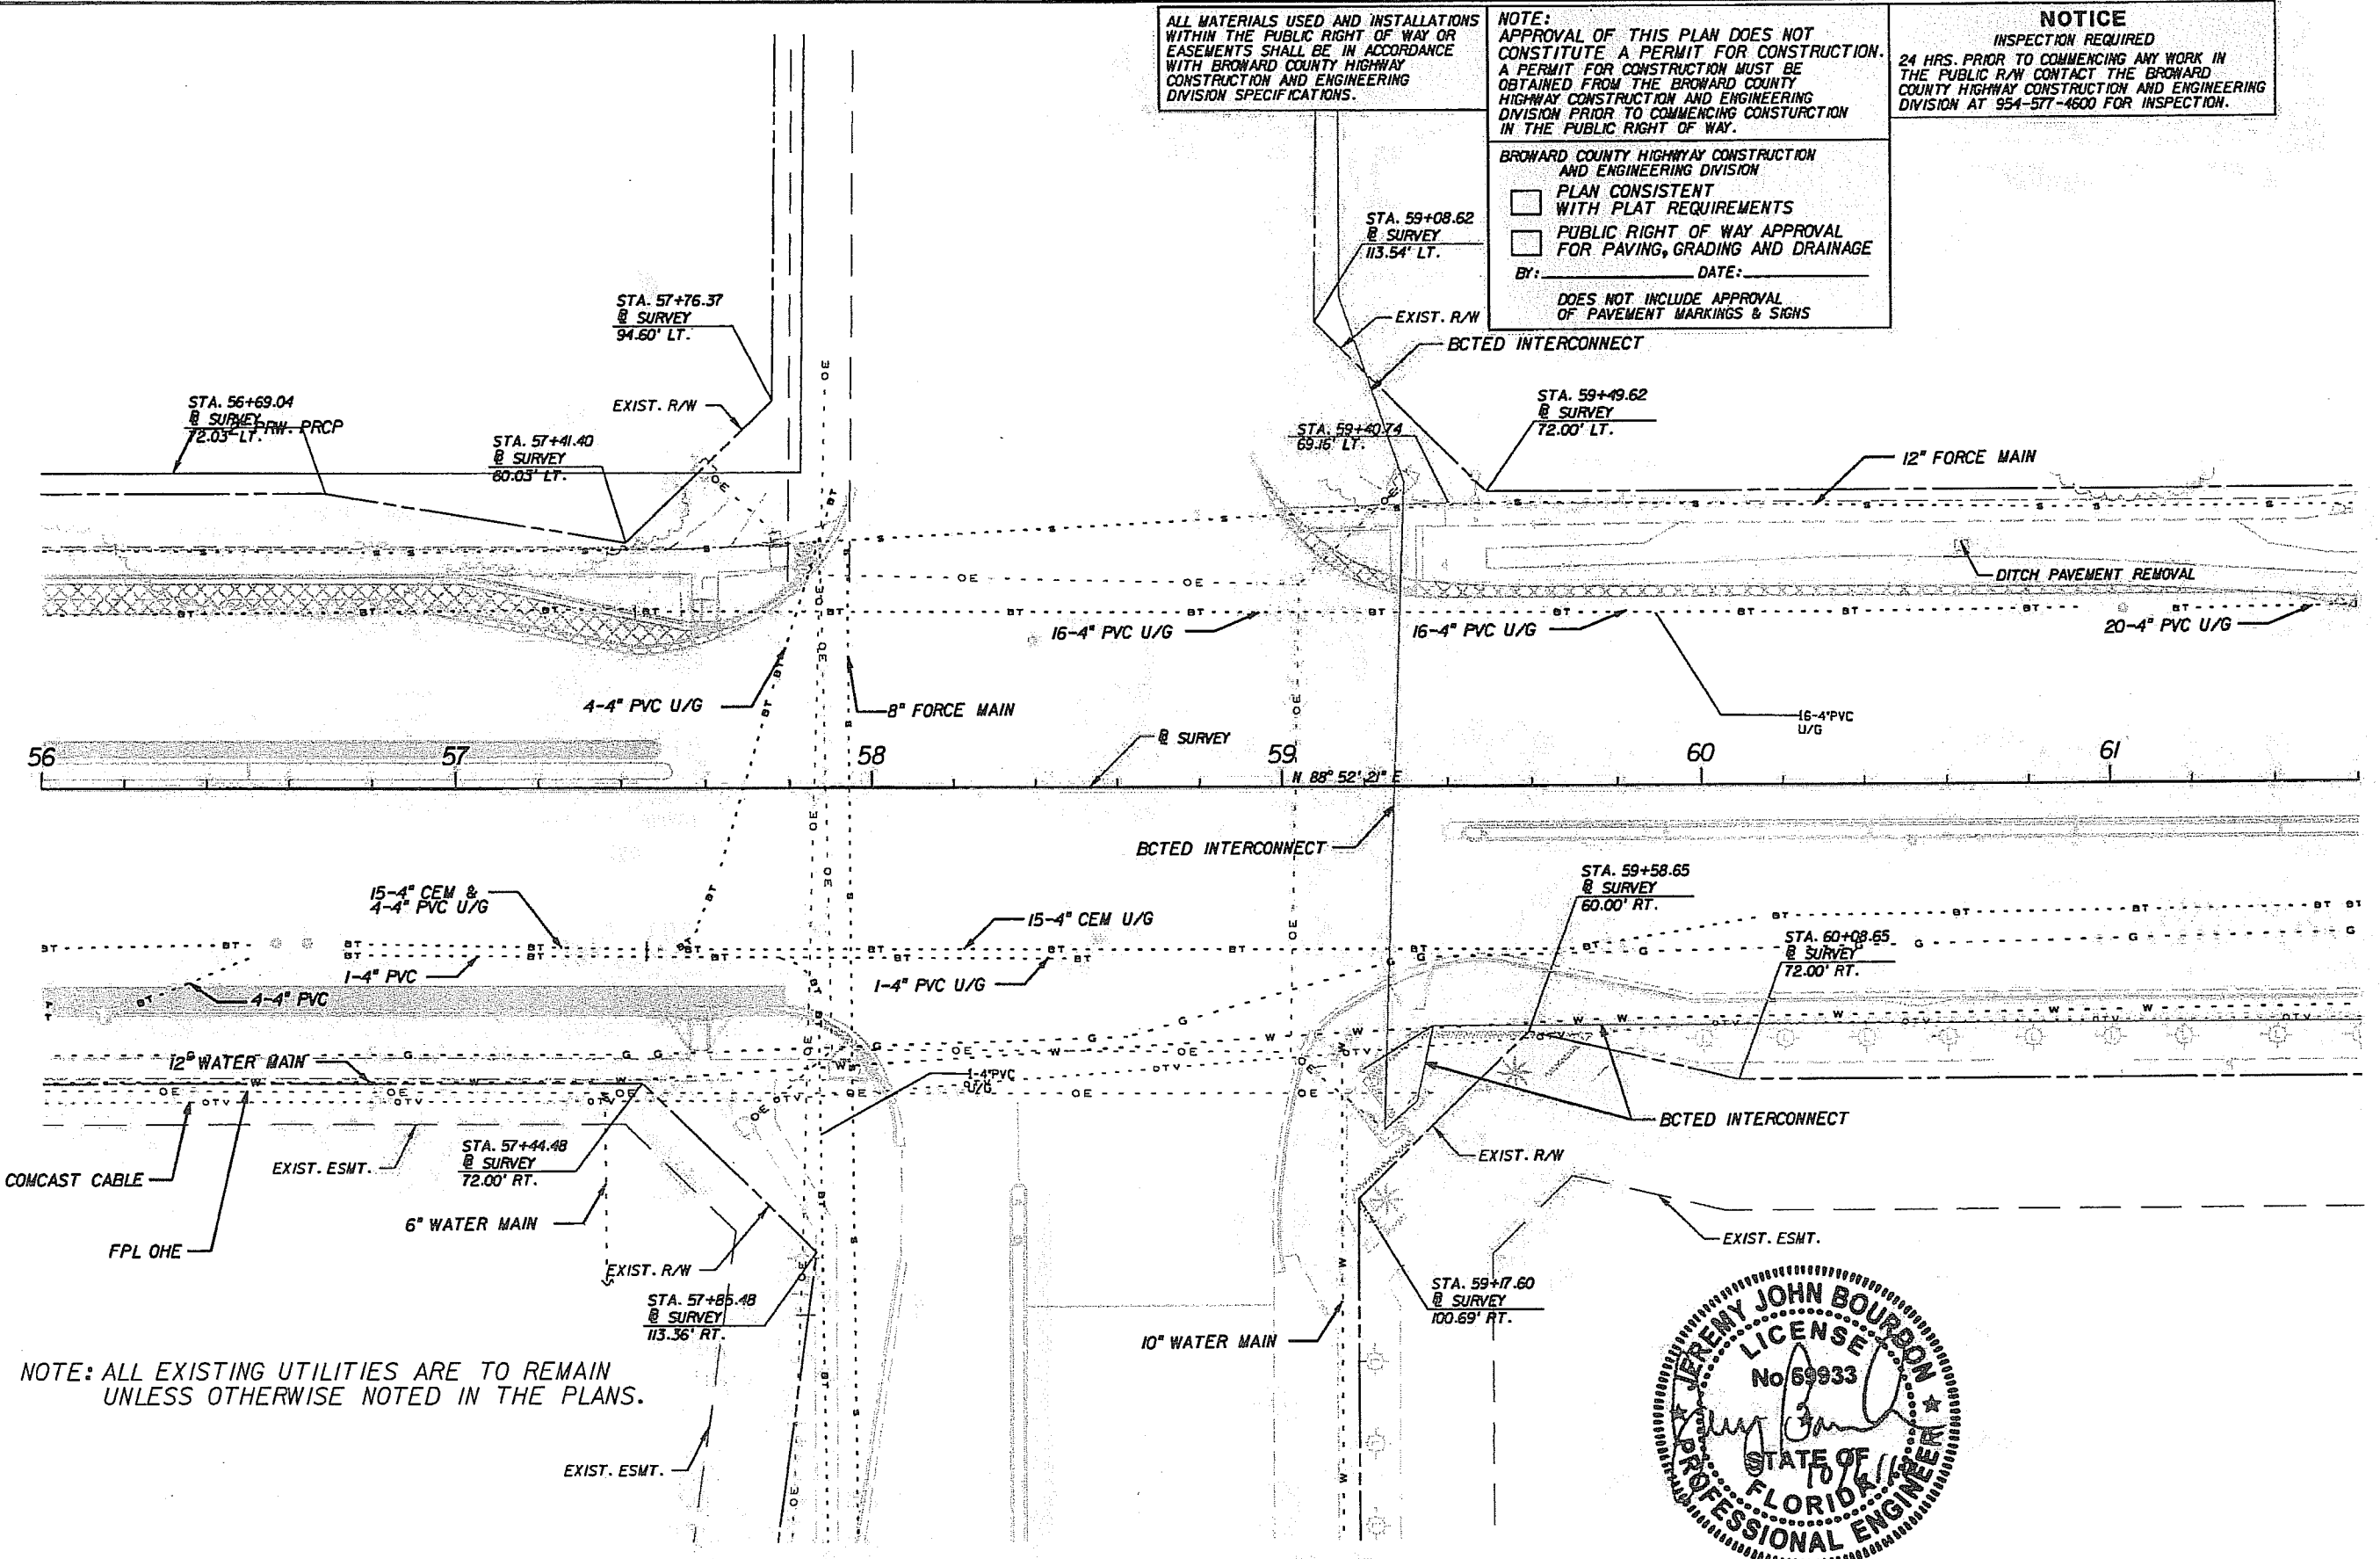 ALL MATERIALS USED AND INSTALLATIONS
WITHIN THE PUBLIC RIGHT OF WAY OR
EASEMENTS SHALL BE IN ACCORDANCE
WITH BROWARD COUNTY HIGHWAY
CONSTRUCTION AND ENGINEERING
DIVISION SPECIFICATIONS.
NOTE:
APPROVAL OF THIS PLAN DOES NOT
CONSTITUTE A PERMIT FOR CONSTRUCTION.
A PERMIT FOR CONSTRUCTION MUST BE
OBTAINED FROM THE BROWARD COUNTY
HIGHWAY CONSTRUCTION AND ENGINEERING
DIVISION PRIOR TO COMMENCING CONSTURCTION
IN THE PUBLIC RIGHT OF WAY.
NOTICE
INSPECTION REQUIRED
24 HRS. PRIOR TO COMMENCING ANY WORK IN
THE PUBLIC R/W CONTACT THE BROWARD
COUNTY HIGHWAY CONSTRUCTION AND ENGINEERING
DIVISION AT 954-577-4600 FOR INSPECTION.
BROWARD COUNTY HIGHWYAY CONSTRUCTION
AND ENGINEERING DIVISION
PLAN CONSISTENT
WITH PLAT REQUIREMENTS
PUBLIC RIGHT OF WAY APPROVAL
FOR PAVING, GRADING AND DRAINAGE
BY: DATE:
DOES NOT INCLUDE APPROVAL
OF PAVEMENT MARKINGS & SIGNS
STA. 59+08.62
B SURVEY
113.54' LT.
EXIST. R/W
BCTED INTERCONNECT
STA. 57+76.37
B SURVEY
94.60' LT.
EXIST. R/W
STA. 56+69.04
B SURVEY
72.03' LT.
PRW. PRCP
STA. 57+41.40
B SURVEY
60.03' LT.
STA. 59+40.74
69.16' LT.
STA. 59+49.62
B SURVEY
72.00' LT.
12" FORCE MAIN
DITCH PAVEMENT REMOVAL
16-4" PVC U/G
16-4" PVC U/G
20-4" PVC U/G
4-4" PVC U/G
8" FORCE MAIN
16-4"PVC
U/G
B SURVEY
56
57
58
59
60
61
N 88° 52' 21" E
BCTED INTERCONNECT
15-4" CEM &
4-4" PVC U/G
15-4" CEM U/G
STA. 59+58.65
B SURVEY
60.00' RT.
STA. 60+08.65
B SURVEY
72.00' RT.
1-4" PVC
4-4" PVC
1-4" PVC U/G
12" WATER MAIN
1-4"PVC
U/G
BCTED INTERCONNECT
STA. 57+44.48
B SURVEY
72.00' RT.
EXIST. ESMT.
COMCAST CABLE
EXIST. R/W
6" WATER MAIN
FPL OHE
EXIST. ESMT.
EXIST. R/W
STA. 57+85.48
B SURVEY
113.36' RT.
STA. 59+17.60
B SURVEY
100.69' RT.
10" WATER MAIN
NOTE: ALL EXISTING UTILITIES ARE TO REMAIN
UNLESS OTHERWISE NOTED IN THE PLANS.
EXIST. ESMT.
JEREMY JOHN BOURDON
LICENSE
No 69933
STATE OF
FLORIDA
PROFESSIONAL ENGINEER